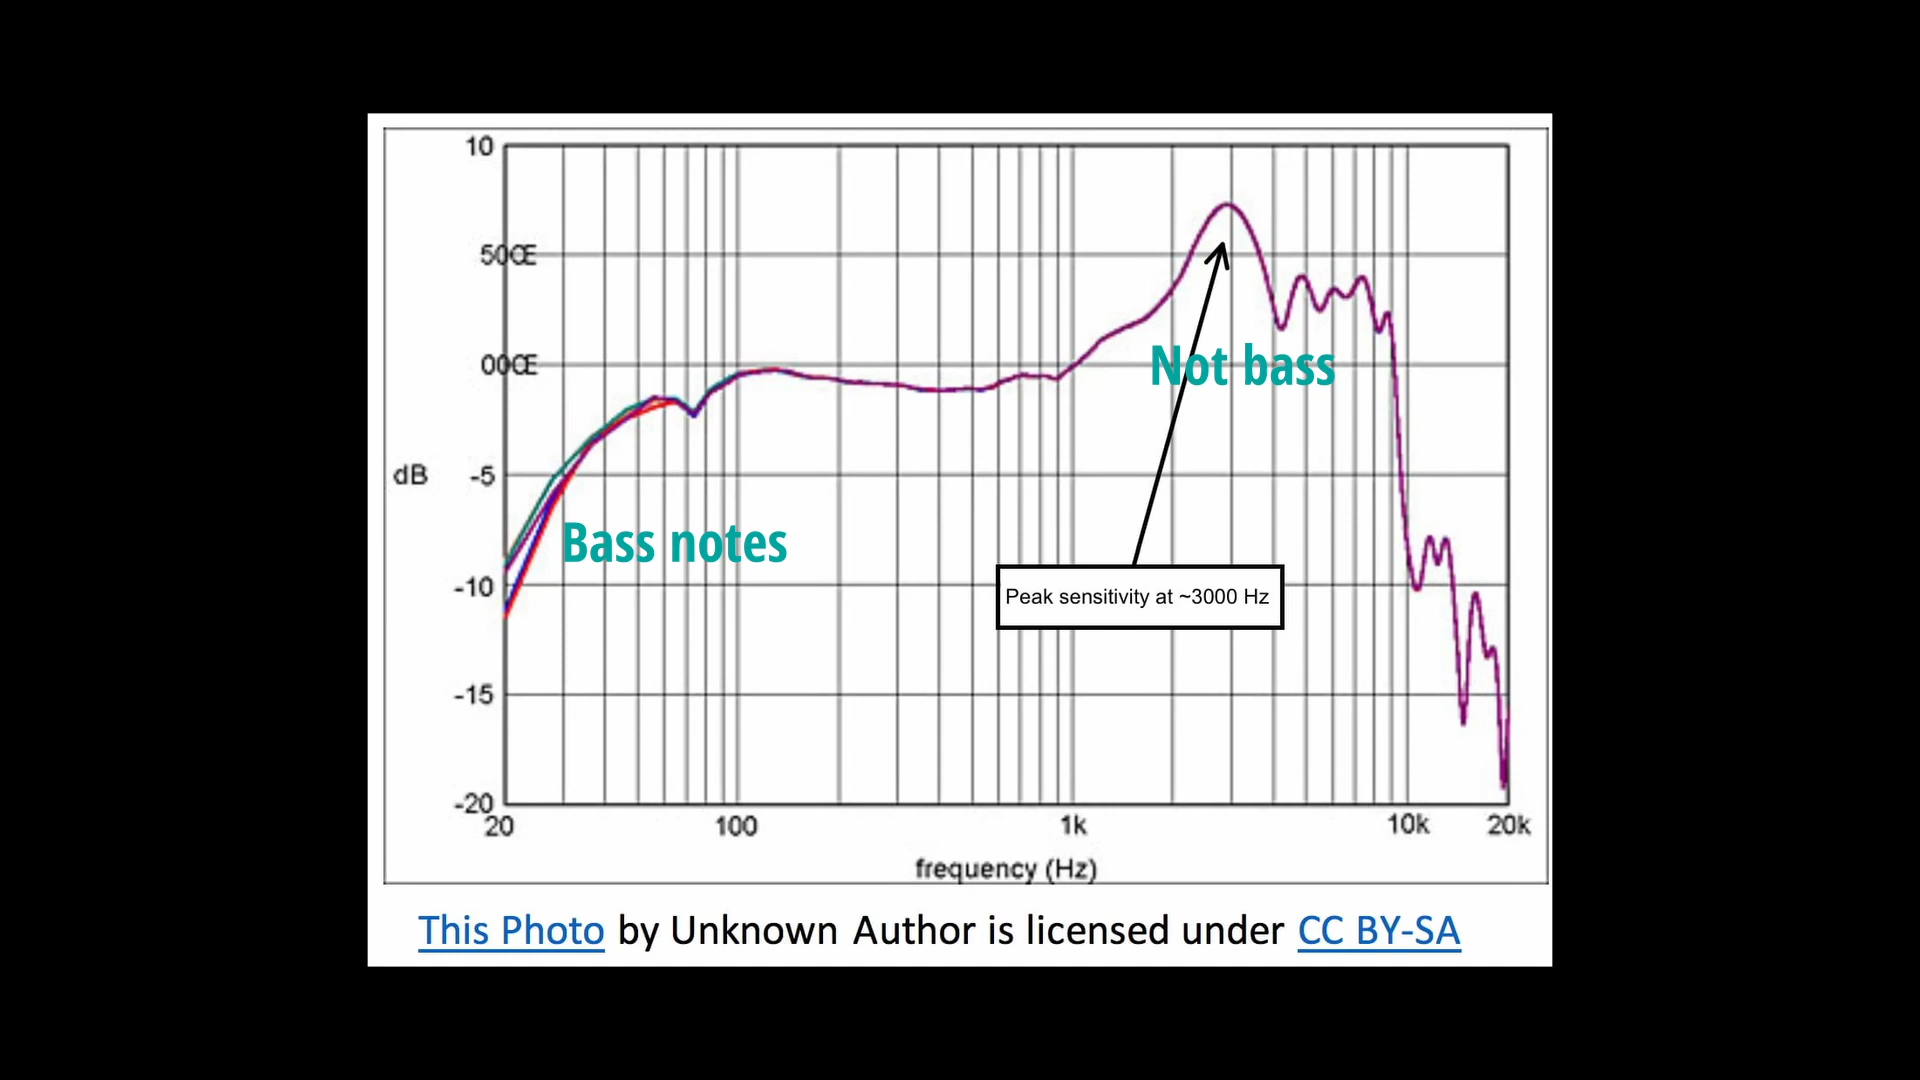 10
50Œ
00Œ
Not bass
dB
-5
Bass notes
-10
Peak sensitivity at ~3000 Hz
-15
-20
20 100 1k 10k 20k
frequency (Hz)
This Photo by Unknown Author is licensed under CC BY-SA